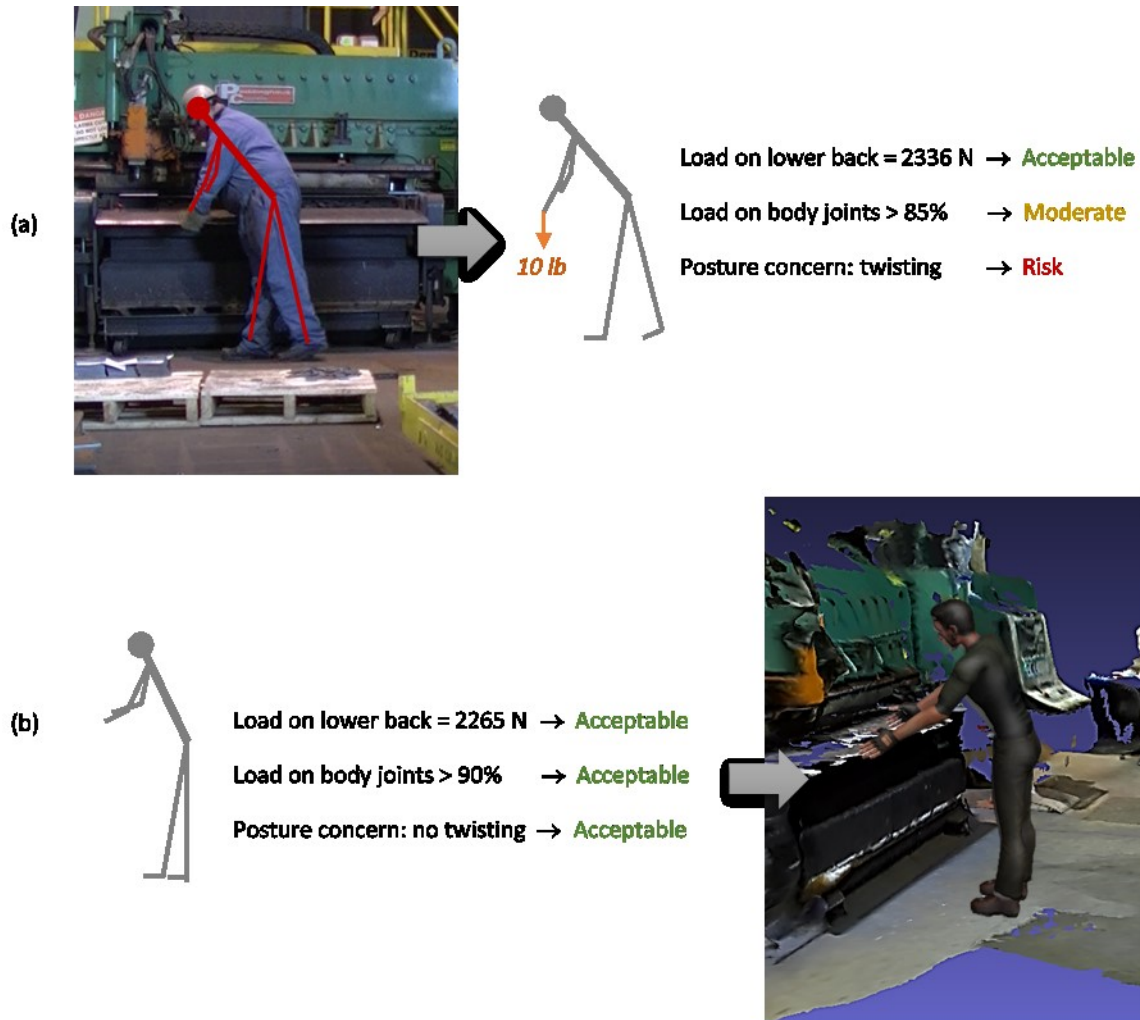 DANGER
(a)
10 lb
Load on lower back = 2336 N → Acceptable
Load on body joints > 85% → Moderate
Posture concern: twisting → Risk
(b)
Load on lower back = 2265 N → Acceptable
Load on body joints > 90% → Acceptable
Posture concern: no twisting → Acceptable